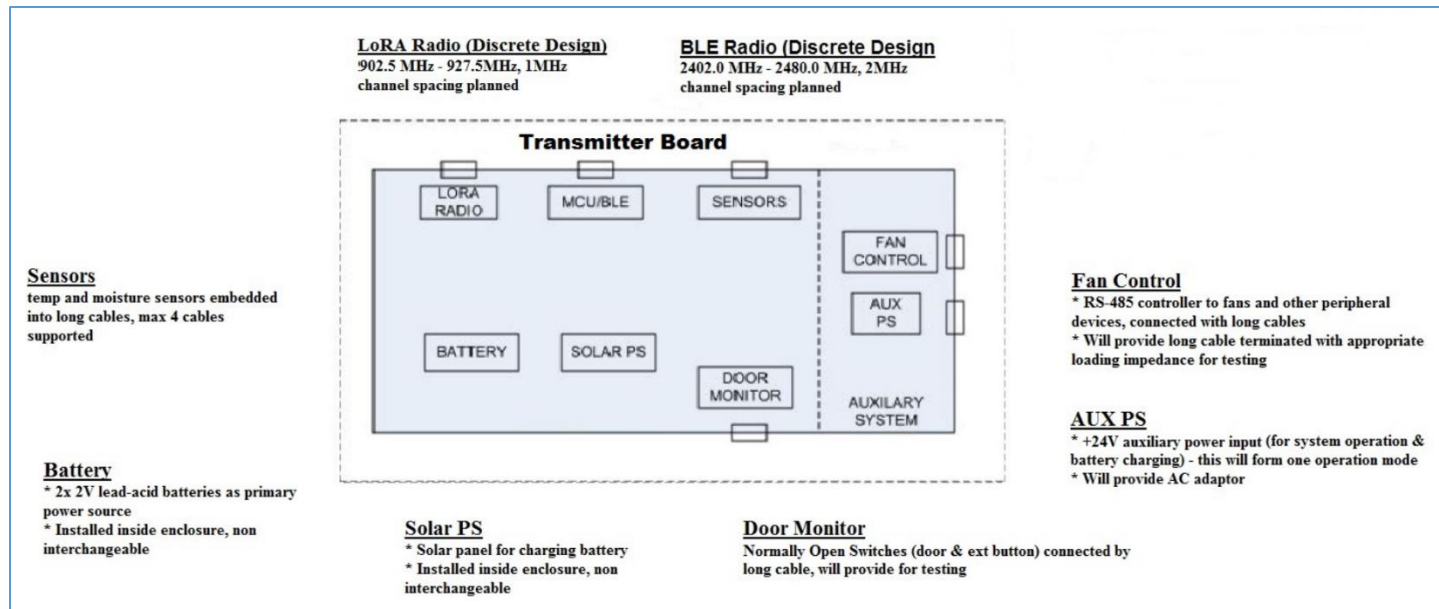 LoRA Radio (Discrete Design)
902.5 MHz - 927.5MHz, 1MHz
channel spacing planned
BLE Radio (Discrete Design
2402.0 MHz - 2480.0 MHz, 2MHz
channel spacing planned
Transmitter Board
LORA
RADIO
MCU/BLE
SENSORS
FAN
CONTROL
AUX
PS
BATTERY
SOLAR PS
DOOR
MONITOR
AUXILARY
SYSTEM
Sensors
temp and moisture sensors embedded
into long cables, max 4 cables
supported
Fan Control
* RS-485 controller to fans and other peripheral
devices, connected with long cables
* Will provide long cable terminated with appropriate
loading impedance for testing
AUX PS
* +24V auxiliary power input (for system operation &
battery charging) - this will form one operation mode
* Will provide AC adaptor
Battery
* 2x 2V lead-acid batteries as primary
power source
* Installed inside enclosure, non
interchangeable
Solar PS
* Solar panel for charging battery
* Installed inside enclosure, non
interchangeable
Door Monitor
Normally Open Switches (door & ext button) connected by
long cable, will provide for testing